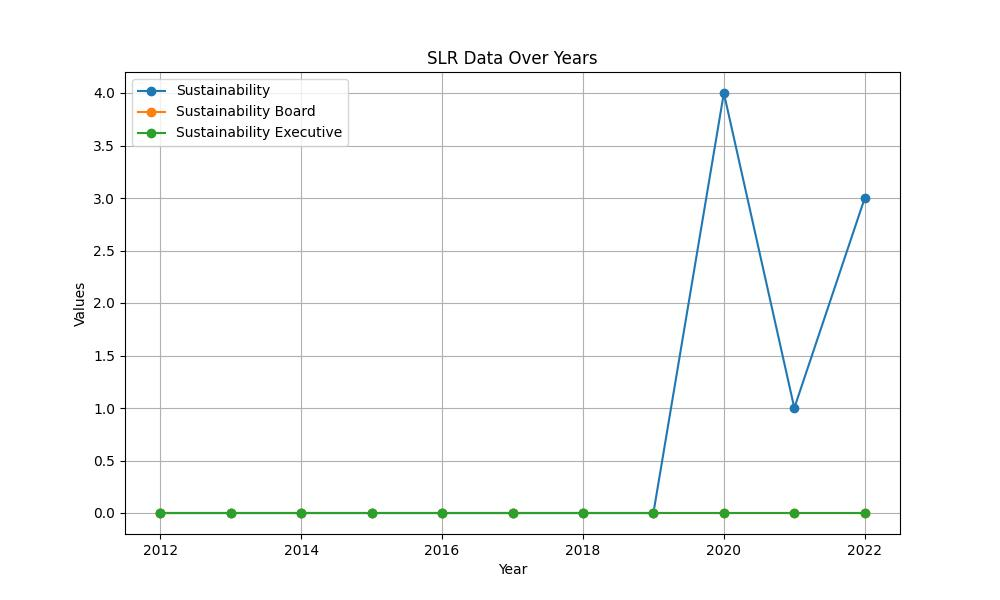 SLR Data Over Years
Sustainability
Sustainability Board
Sustainability Executive
4.0
3.5
3.0
2.5
2.0
1.5
1.0
0.5
0.0
Values
2012 2014 2016 2018 2020 2022
Year